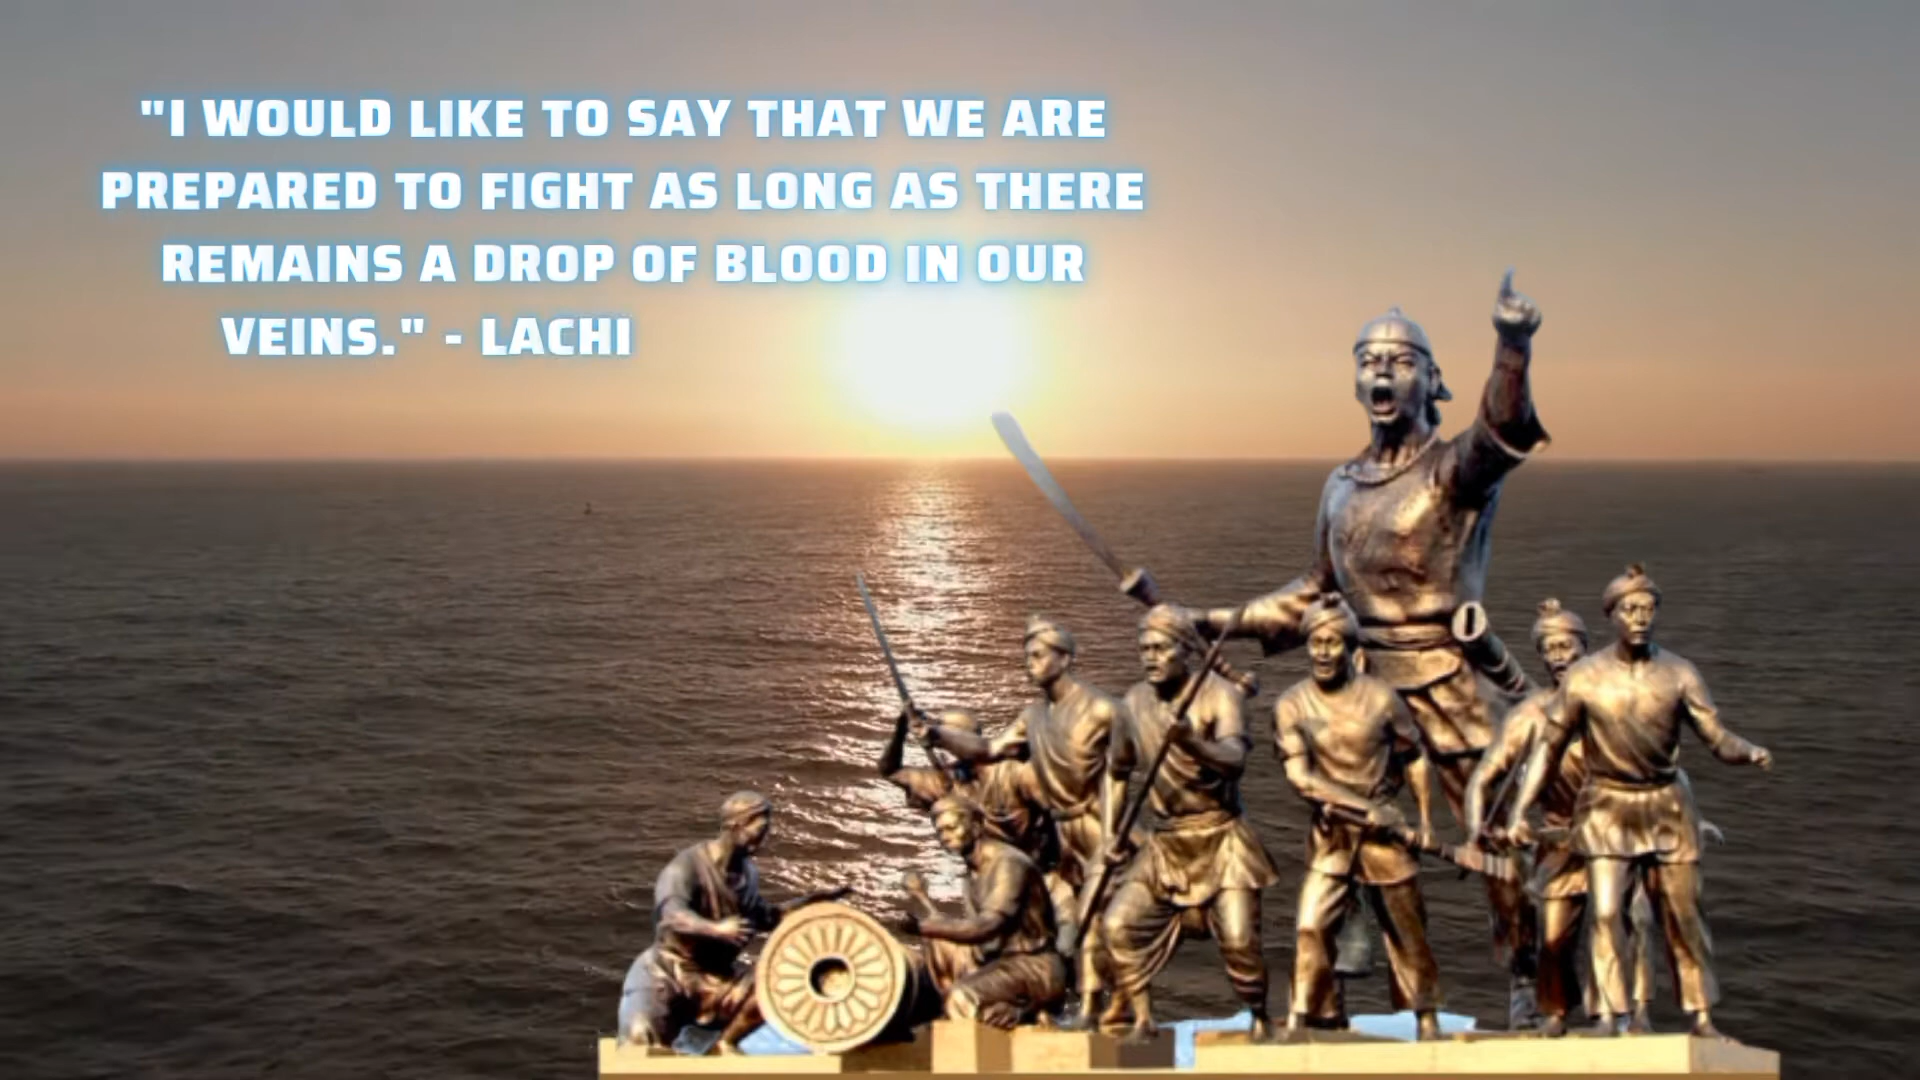 "I WOULD LIKE TO SAY THAT WE ARE
PREPARED TO FIGHT AS LONG AS THERE
REMAINS A DROP OF BLOOD IN OUR
VEINS." - LACHI